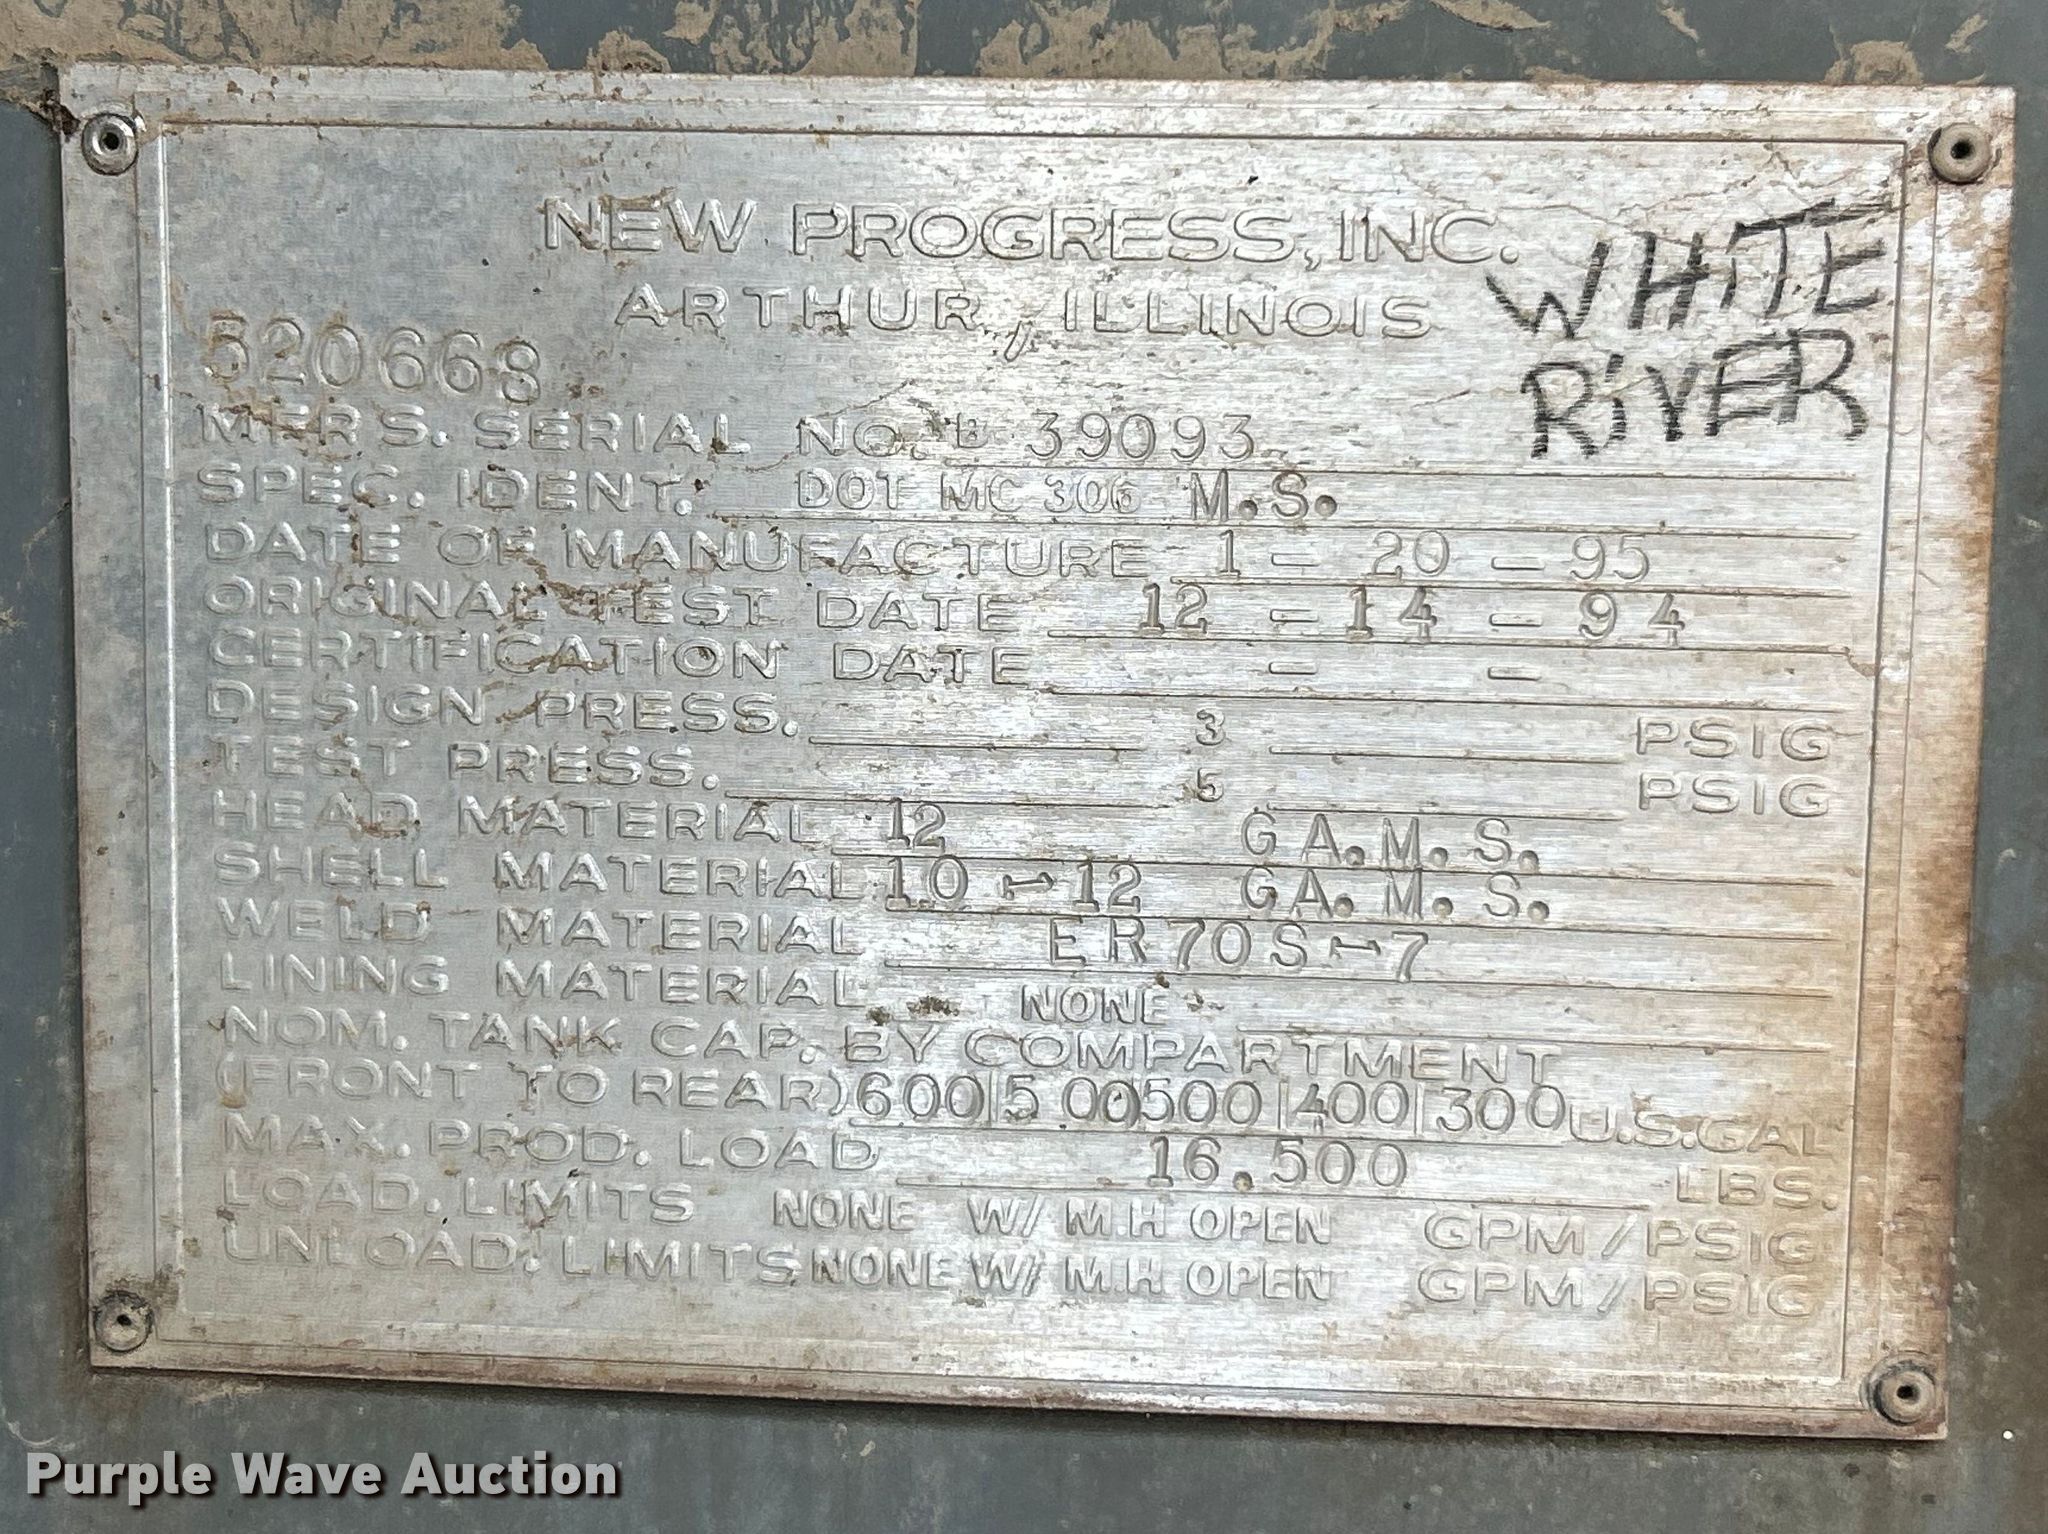 NEW PROGRESS, INC.
ARTHUR, ILLINOIS
WHITE
RIVER
520668
MFRS. SERIAL NO. B 39093
SPEC. IDENT. DOT MC 306 M.S.
DATE OF MANUFACTURE 1 - 20 - 95
ORIGINAL TEST DATE 12 - 14 - 94
CERTIFICATION DATE - -
DESIGN PRESS. 3 PSIG
TEST PRESS. 5 PSIG
HEAD MATERIAL 12 GA.M.S.
SHELL MATERIAL 10 - 12 GA.M.S.
WELD MATERIAL ER70S-7
LINING MATERIAL NONE
NOM. TANK CAP. BY COMPARTMENT
(FRONT TO REAR) 600|500|500|400|300 U.S.GAL
MAX. PROD. LOAD 16.500 LBS.
LOAD. LIMITS NONE W/ M.H OPEN GPM/PSIG
UNLOAD. LIMITS NONE W/ M.H OPEN GPM/PSIG
Purple Wave Auction